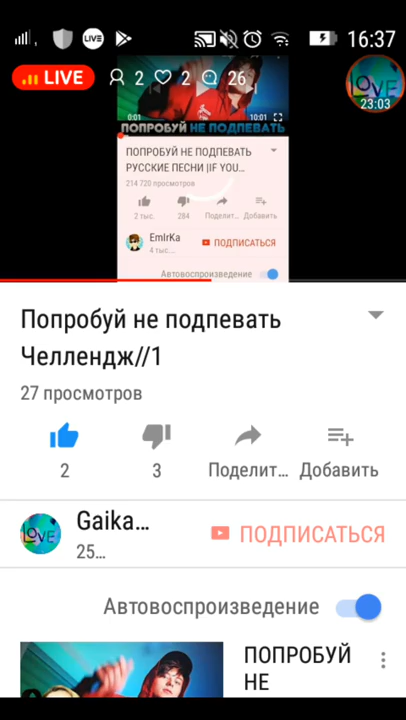 LIVE
16:37
LIVE 2 2 26
LOVE
23:03
0:01 10:01
ПОПРОБУЙ НЕ ПОДПЕВАТЬ
ПОПРОБУЙ НЕ ПОДПЕВАТЬ
РУССКИЕ ПЕСНИ (IF YOU...
214 720 просмотров
2 тыс. 284 Поделит... Добавить
EmIrKa
4 тыс....
ПОДПИСАТЬСЯ
Автовоспроизведение
Попробуй не подпевать
Челлендж//1
27 просмотров
2 3 Поделит... Добавить
LOVE
Gaika...
25...
ПОДПИСАТЬСЯ
Автовоспроизведение
ПОПРОБУЙ
НЕ